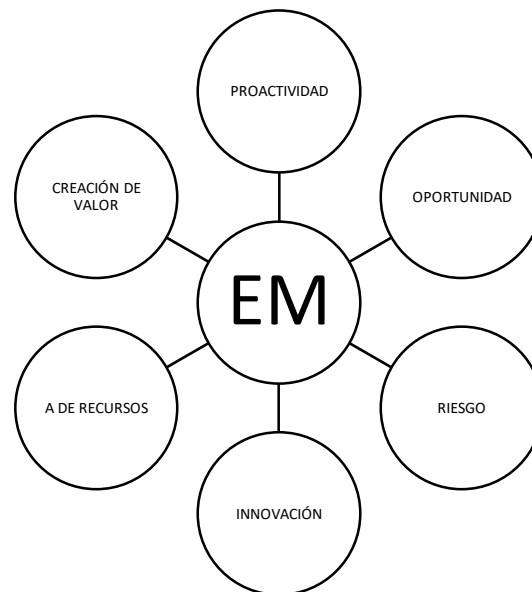 PROACTIVIDAD
CREACIÓN DE
VALOR
OPORTUNIDAD
EM
A DE RECURSOS
RIESGO
INNOVACIÓN